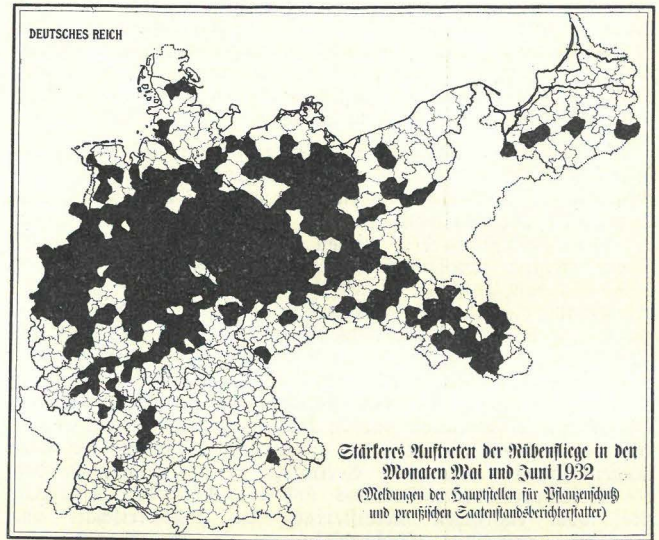 DEUTSCHES REICH
Stärkeres Auftreten der Rübenfliege in den
Monaten Mai und Juni 1932
(Meldungen der Hauptstellen für Pflanzenschutz
und preußischen Saatenstandsberichterstatter)